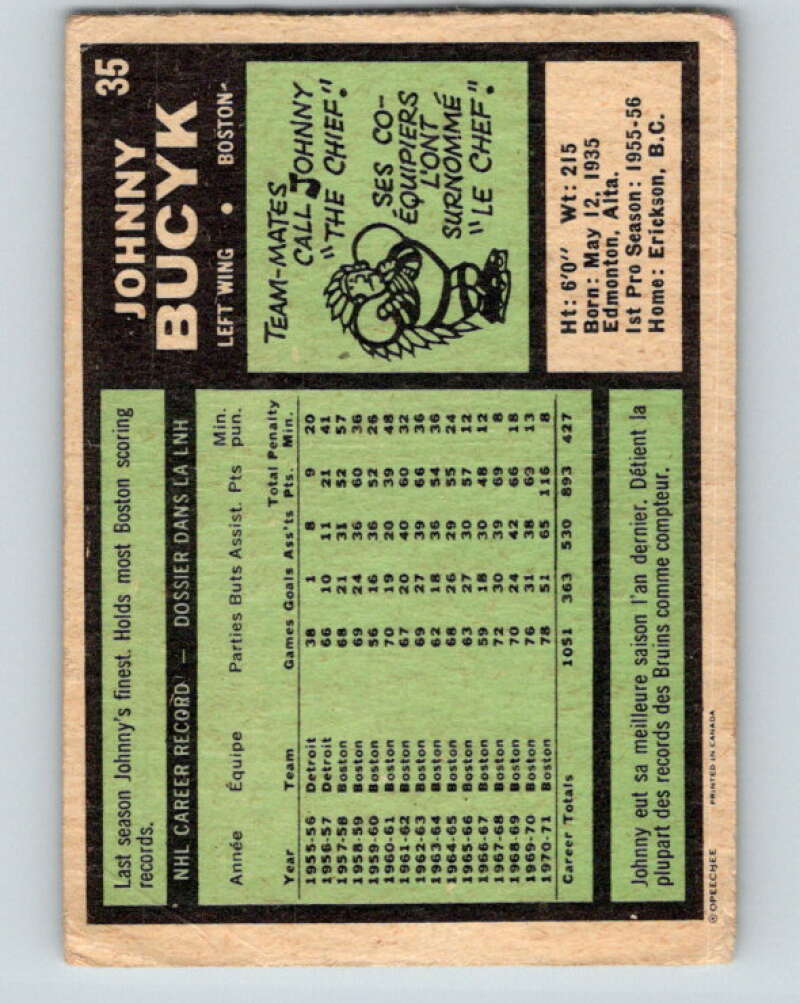 35
JOHNNY
BUCYK
LEFT WING • BOSTON
Last season Johnny's finest. Holds most Boston scoring
records.
NHL CAREER RECORD — DOSSIER DANS LA LNH
Année Équipe Parties Buts Assist. Pts Min. pun.
Year Team Games Goals Ass'ts Total Pts. Penalty Min.
1955-56 Detroit 38 1 8 9 20
1956-57 Detroit 66 10 11 21 41
1957-58 Boston 68 21 31 52 57
1958-59 Boston 69 24 36 60 36
1959-60 Boston 56 16 36 52 26
1960-61 Boston 70 19 20 39 48
1961-62 Boston 67 20 40 60 32
1962-63 Boston 69 27 39 66 36
1963-64 Boston 62 18 36 54 36
1964-65 Boston 68 26 29 55 24
1965-66 Boston 63 27 30 57 12
1966-67 Boston 59 18 30 48 12
1967-68 Boston 72 30 39 69 8
1968-69 Boston 70 24 42 66 18
1969-70 Boston 76 31 38 69 13
1970-71 Boston 78 51 65 116 8
Career Totals 1051 363 530 893 427
Johnny eut sa meilleure saison l'an dernier. Détient la
plupart des records des Bruins comme compteur.
TEAM-MATES
CALL JOHNNY
"THE CHIEF."
SES CO-
ÉQUIPIERS
L'ONT
SURNOMMÉ
"LE CHEF".
Ht: 6'0" Wt: 215
Born: May 12, 1935
Edmonton, Alta.
1st Pro Season: 1955-56
Home: Erickson, B.C.
© OPEECHEE PRINTED IN CANADA